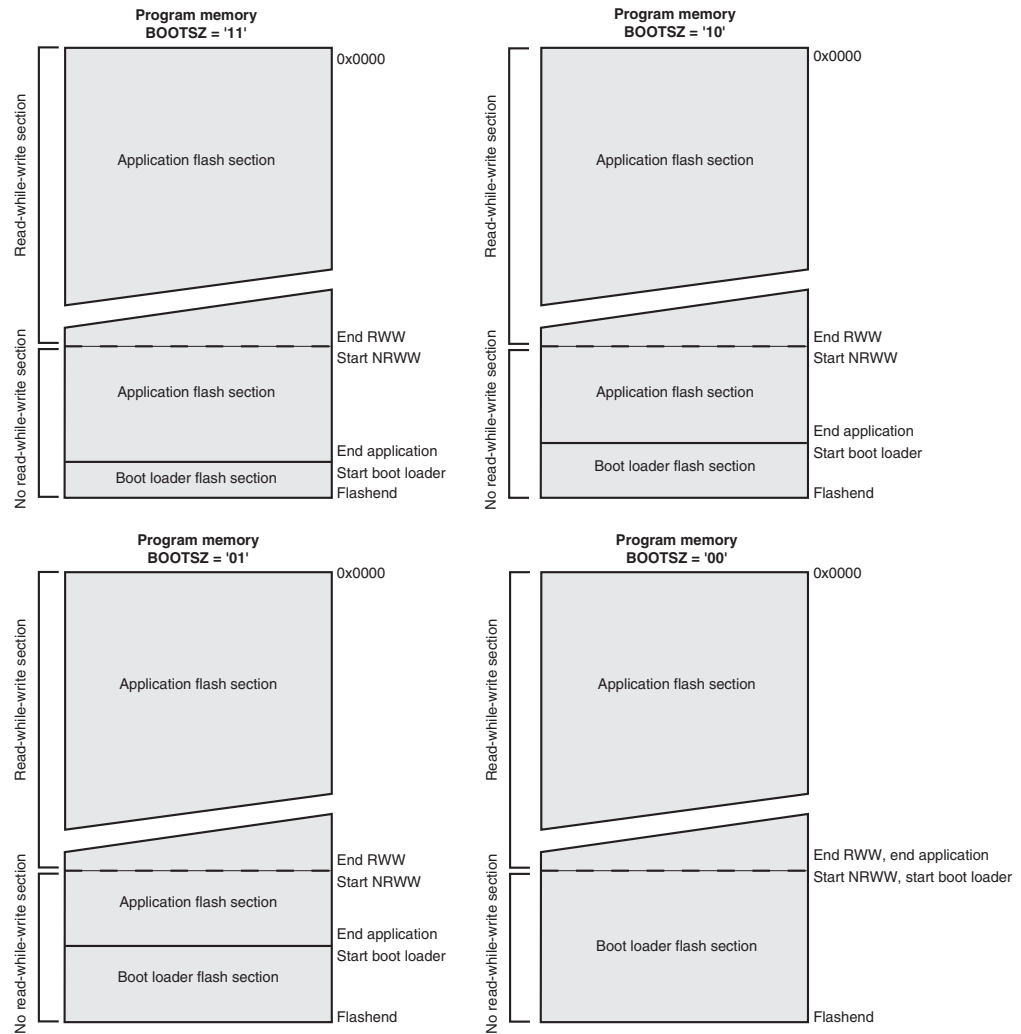 Program memory
BOOTSZ = '11'
0x0000
Read-while-write section
Application flash section
End RWW
Start NRWW
No read-while-write section
Application flash section
End application
Start boot loader
Boot loader flash section
Flashend
Program memory
BOOTSZ = '10'
0x0000
Read-while-write section
Application flash section
End RWW
Start NRWW
No read-while-write section
Application flash section
End application
Start boot loader
Boot loader flash section
Flashend
Program memory
BOOTSZ = '01'
0x0000
Read-while-write section
Application flash section
End RWW
Start NRWW
No read-while-write section
Application flash section
End application
Start boot loader
Boot loader flash section
Flashend
Program memory
BOOTSZ = '00'
0x0000
Read-while-write section
Application flash section
End RWW, end application
Start NRWW, start boot loader
No read-while-write section
Boot loader flash section
Flashend